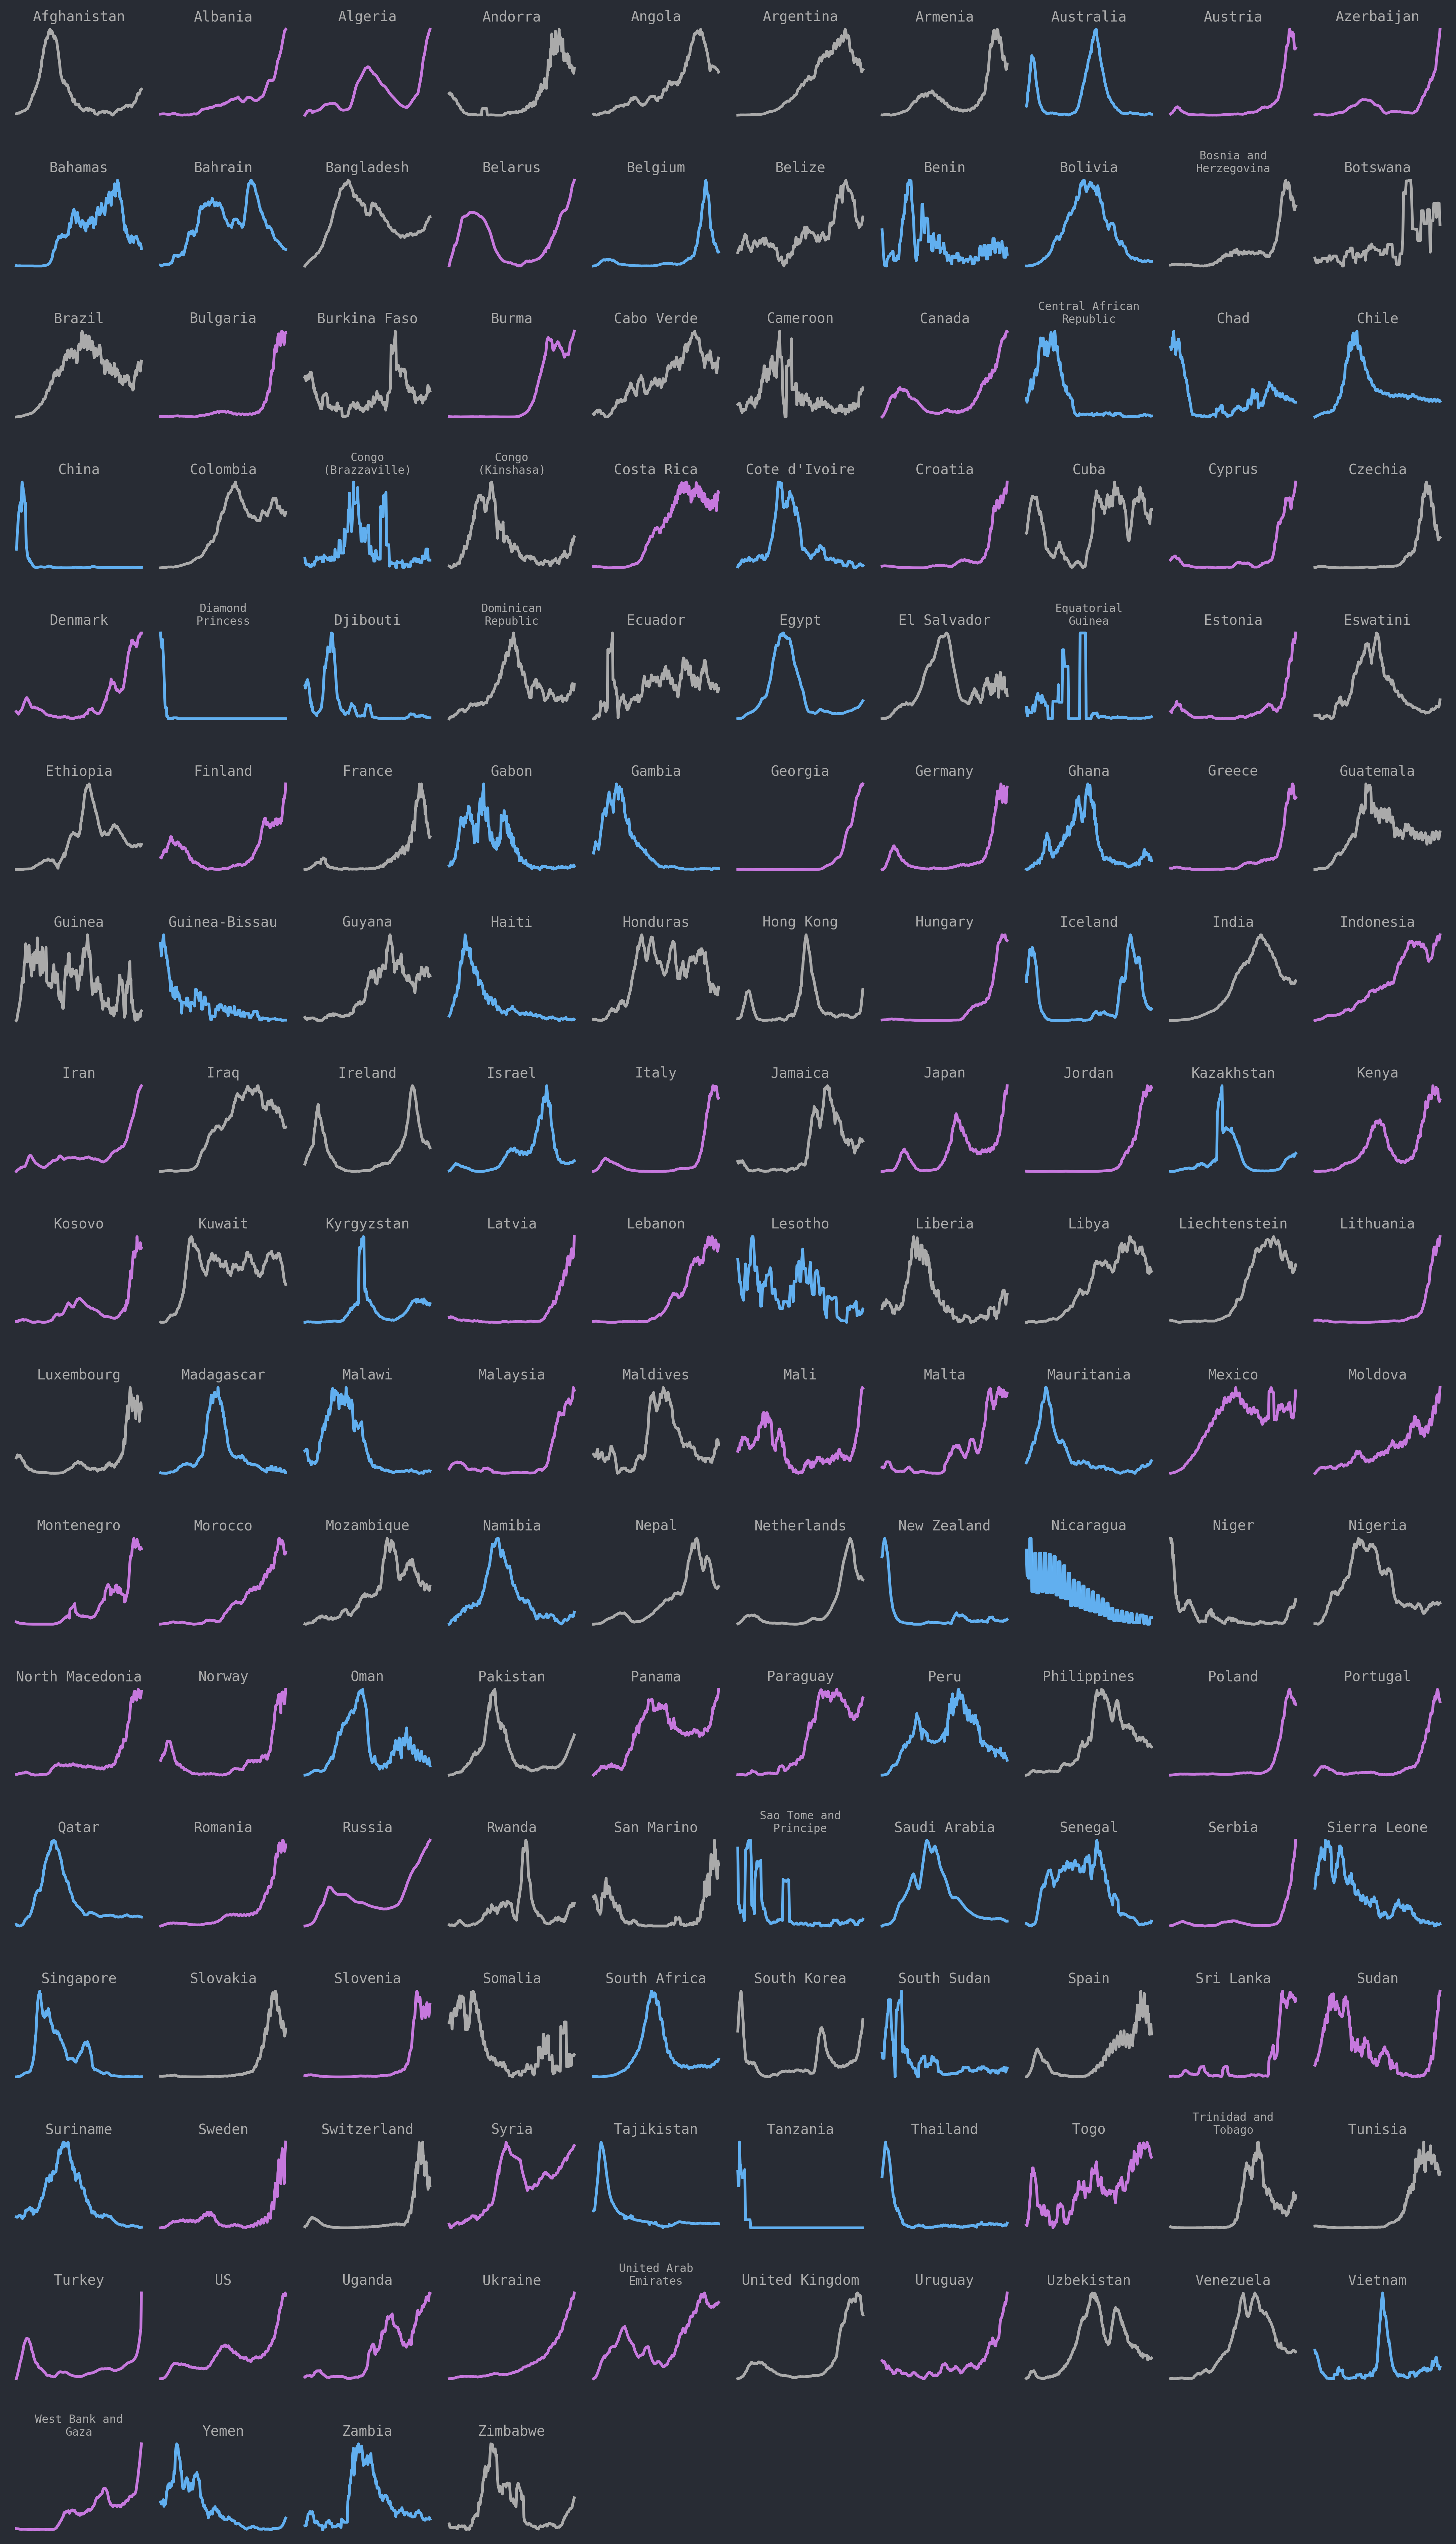 Afghanistan
Albania
Algeria
Andorra
Angola
Argentina
Armenia
Australia
Austria
Azerbaijan
Bahamas
Bahrain
Bangladesh
Belarus
Belgium
Belize
Benin
Bolivia
Bosnia and
Herzegovina
Botswana
Brazil
Bulgaria
Burkina Faso
Burma
Cabo Verde
Cameroon
Canada
Central African
Republic
Chad
Chile
China
Colombia
Congo
(Brazzaville)
Congo
(Kinshasa)
Costa Rica
Cote d'Ivoire
Croatia
Cuba
Cyprus
Czechia
Denmark
Diamond
Princess
Djibouti
Dominican
Republic
Ecuador
Egypt
El Salvador
Equatorial
Guinea
Estonia
Eswatini
Ethiopia
Finland
France
Gabon
Gambia
Georgia
Germany
Ghana
Greece
Guatemala
Guinea
Guinea-Bissau
Guyana
Haiti
Honduras
Hong Kong
Hungary
Iceland
India
Indonesia
Iran
Iraq
Ireland
Israel
Italy
Jamaica
Japan
Jordan
Kazakhstan
Kenya
Kosovo
Kuwait
Kyrgyzstan
Latvia
Lebanon
Lesotho
Liberia
Libya
Liechtenstein
Lithuania
Luxembourg
Madagascar
Malawi
Malaysia
Maldives
Mali
Malta
Mauritania
Mexico
Moldova
Montenegro
Morocco
Mozambique
Namibia
Nepal
Netherlands
New Zealand
Nicaragua
Niger
Nigeria
North Macedonia
Norway
Oman
Pakistan
Panama
Paraguay
Peru
Philippines
Poland
Portugal
Qatar
Romania
Russia
Rwanda
San Marino
Sao Tome and
Principe
Saudi Arabia
Senegal
Serbia
Sierra Leone
Singapore
Slovakia
Slovenia
Somalia
South Africa
South Korea
South Sudan
Spain
Sri Lanka
Sudan
Suriname
Sweden
Switzerland
Syria
Tajikistan
Tanzania
Thailand
Togo
Trinidad and
Tobago
Tunisia
Turkey
US
Uganda
Ukraine
United Arab
Emirates
United Kingdom
Uruguay
Uzbekistan
Venezuela
Vietnam
West Bank and
Gaza
Yemen
Zambia
Zimbabwe